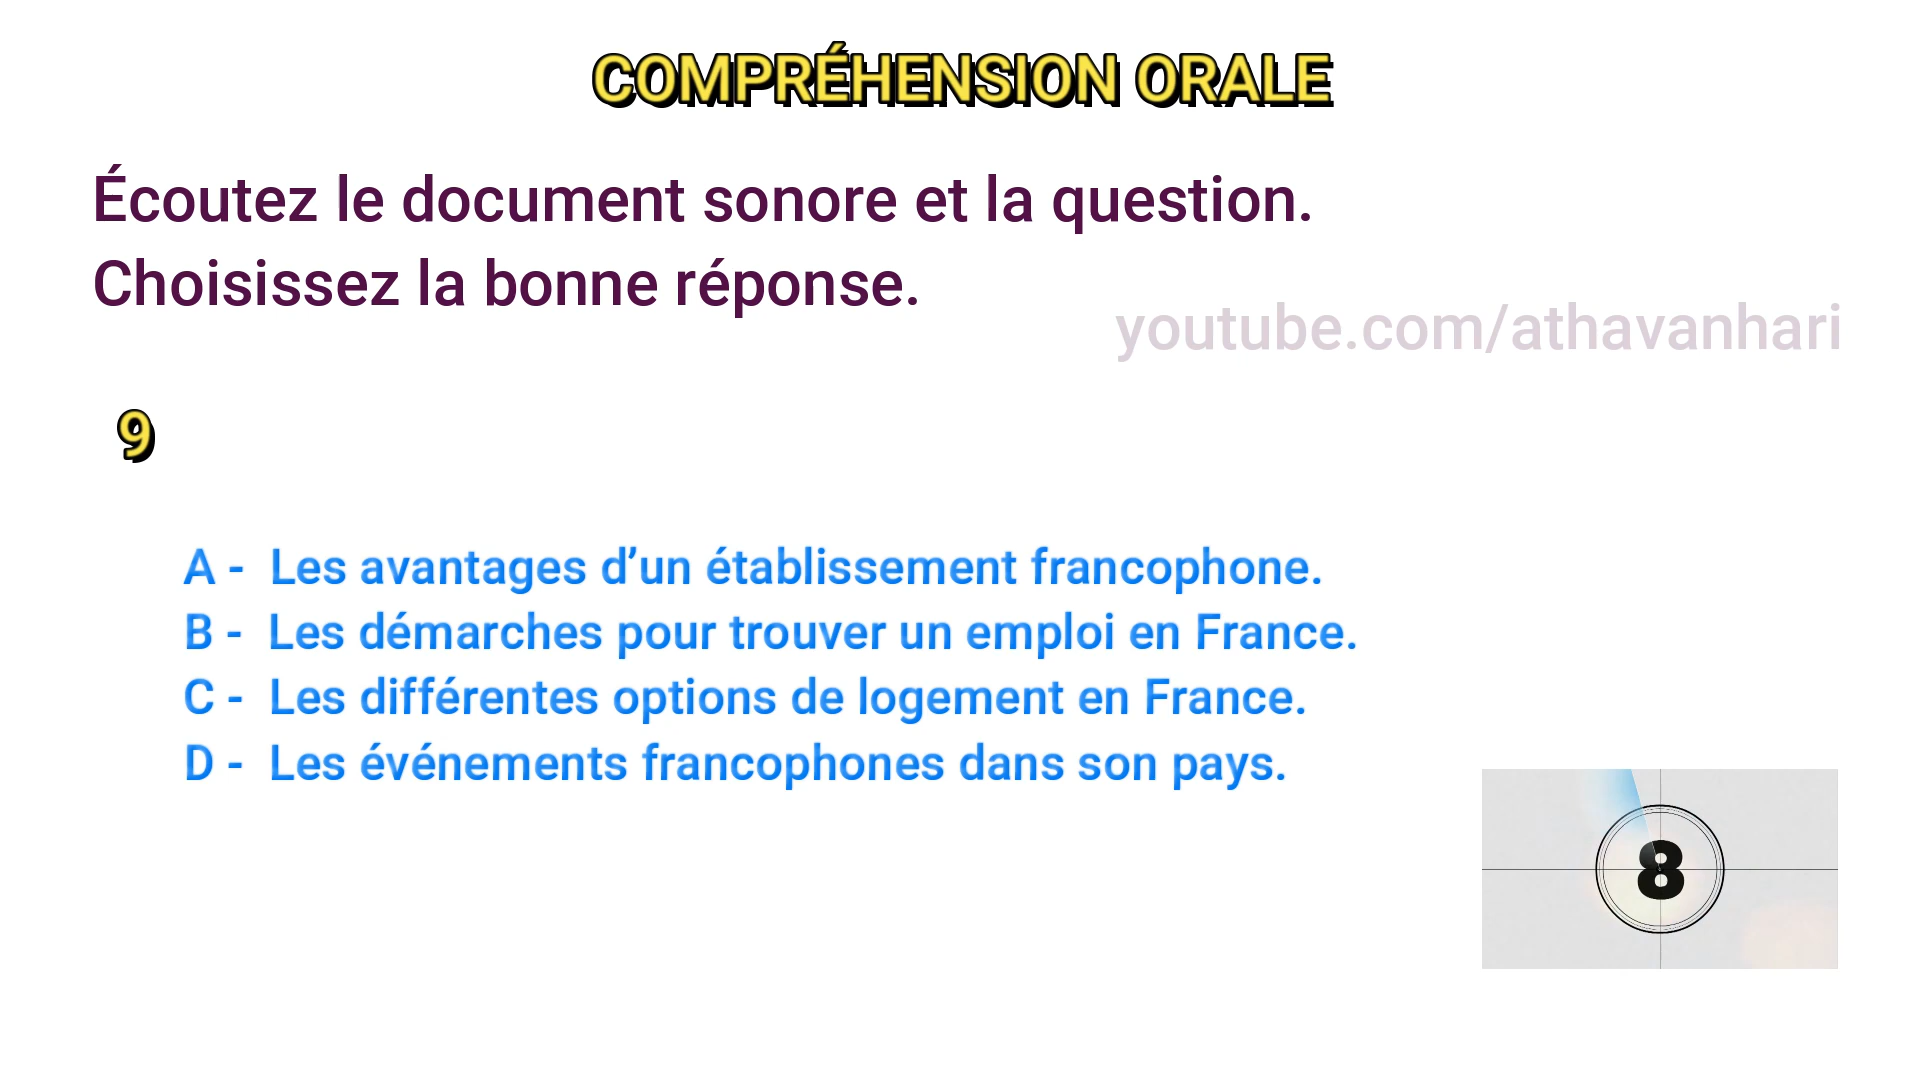 COMPRÉHENSION ORALE
Écoutez le document sonore et la question.
Choisissez la bonne réponse.
youtube.com/athavanhari
9
A - Les avantages d’un établissement francophone.
B - Les démarches pour trouver un emploi en France.
C - Les différentes options de logement en France.
D - Les événements francophones dans son pays.
8